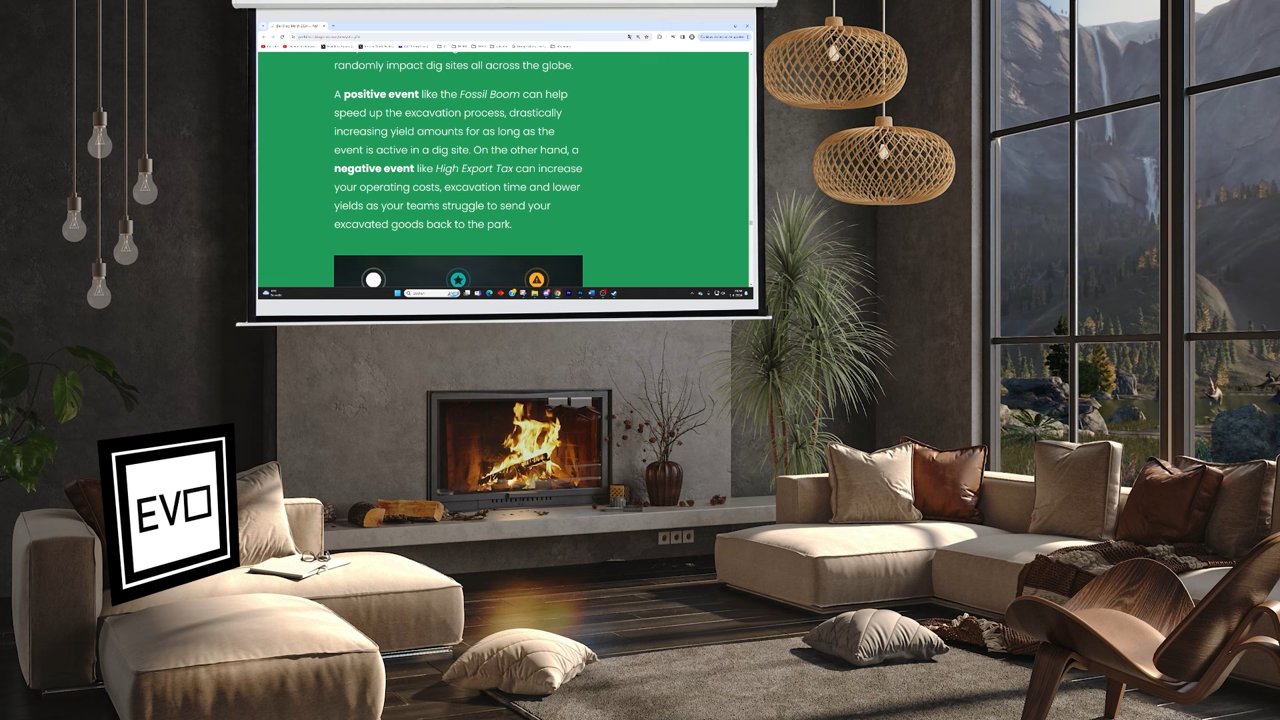 randomly impact dig sites all across the globe.
A positive event like the Fossil Boom can help
speed up the excavation process, drastically
increasing yield amounts for as long as the
event is active in a dig site. On the other hand, a
negative event like High Export Tax can increase
your operating costs, excavation time and lower
yields as your teams struggle to send your
excavated goods back to the park.
EVO